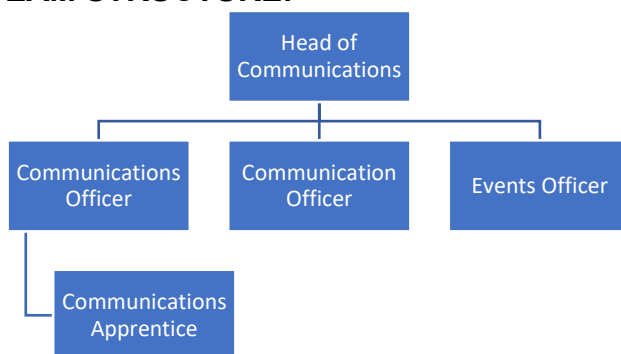 Head of
Communications
Communications
Officer
Communication
Officer
Events Officer
Communications
Apprentice